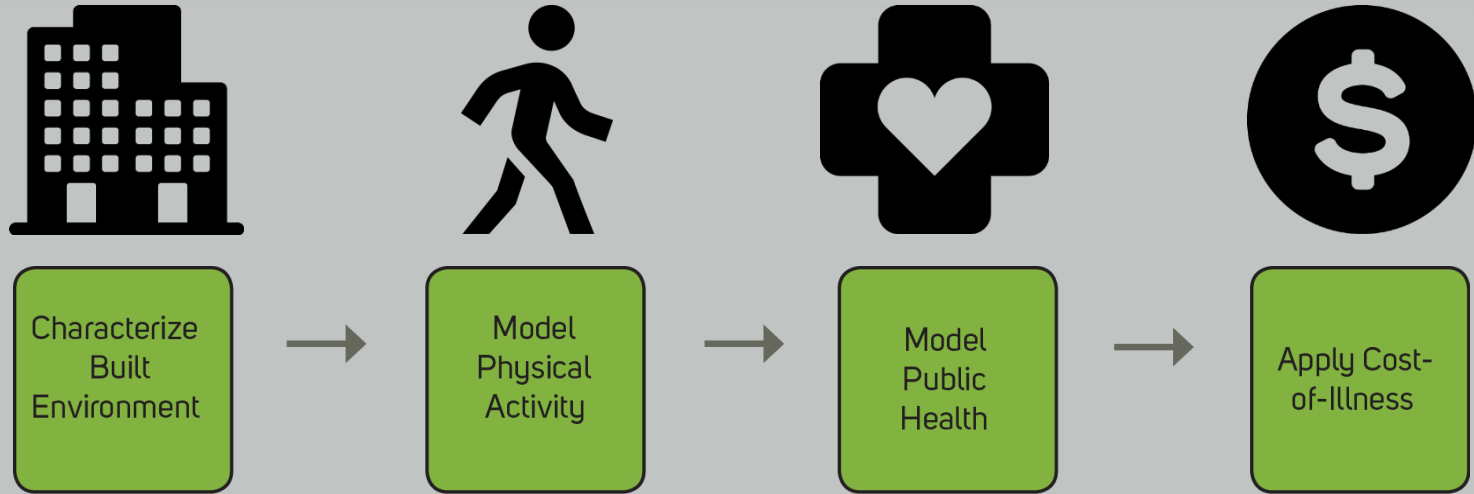 Characterize
Built
Environment
Model
Physical
Activity
Model
Public
Health
Apply Cost-
of-Illness